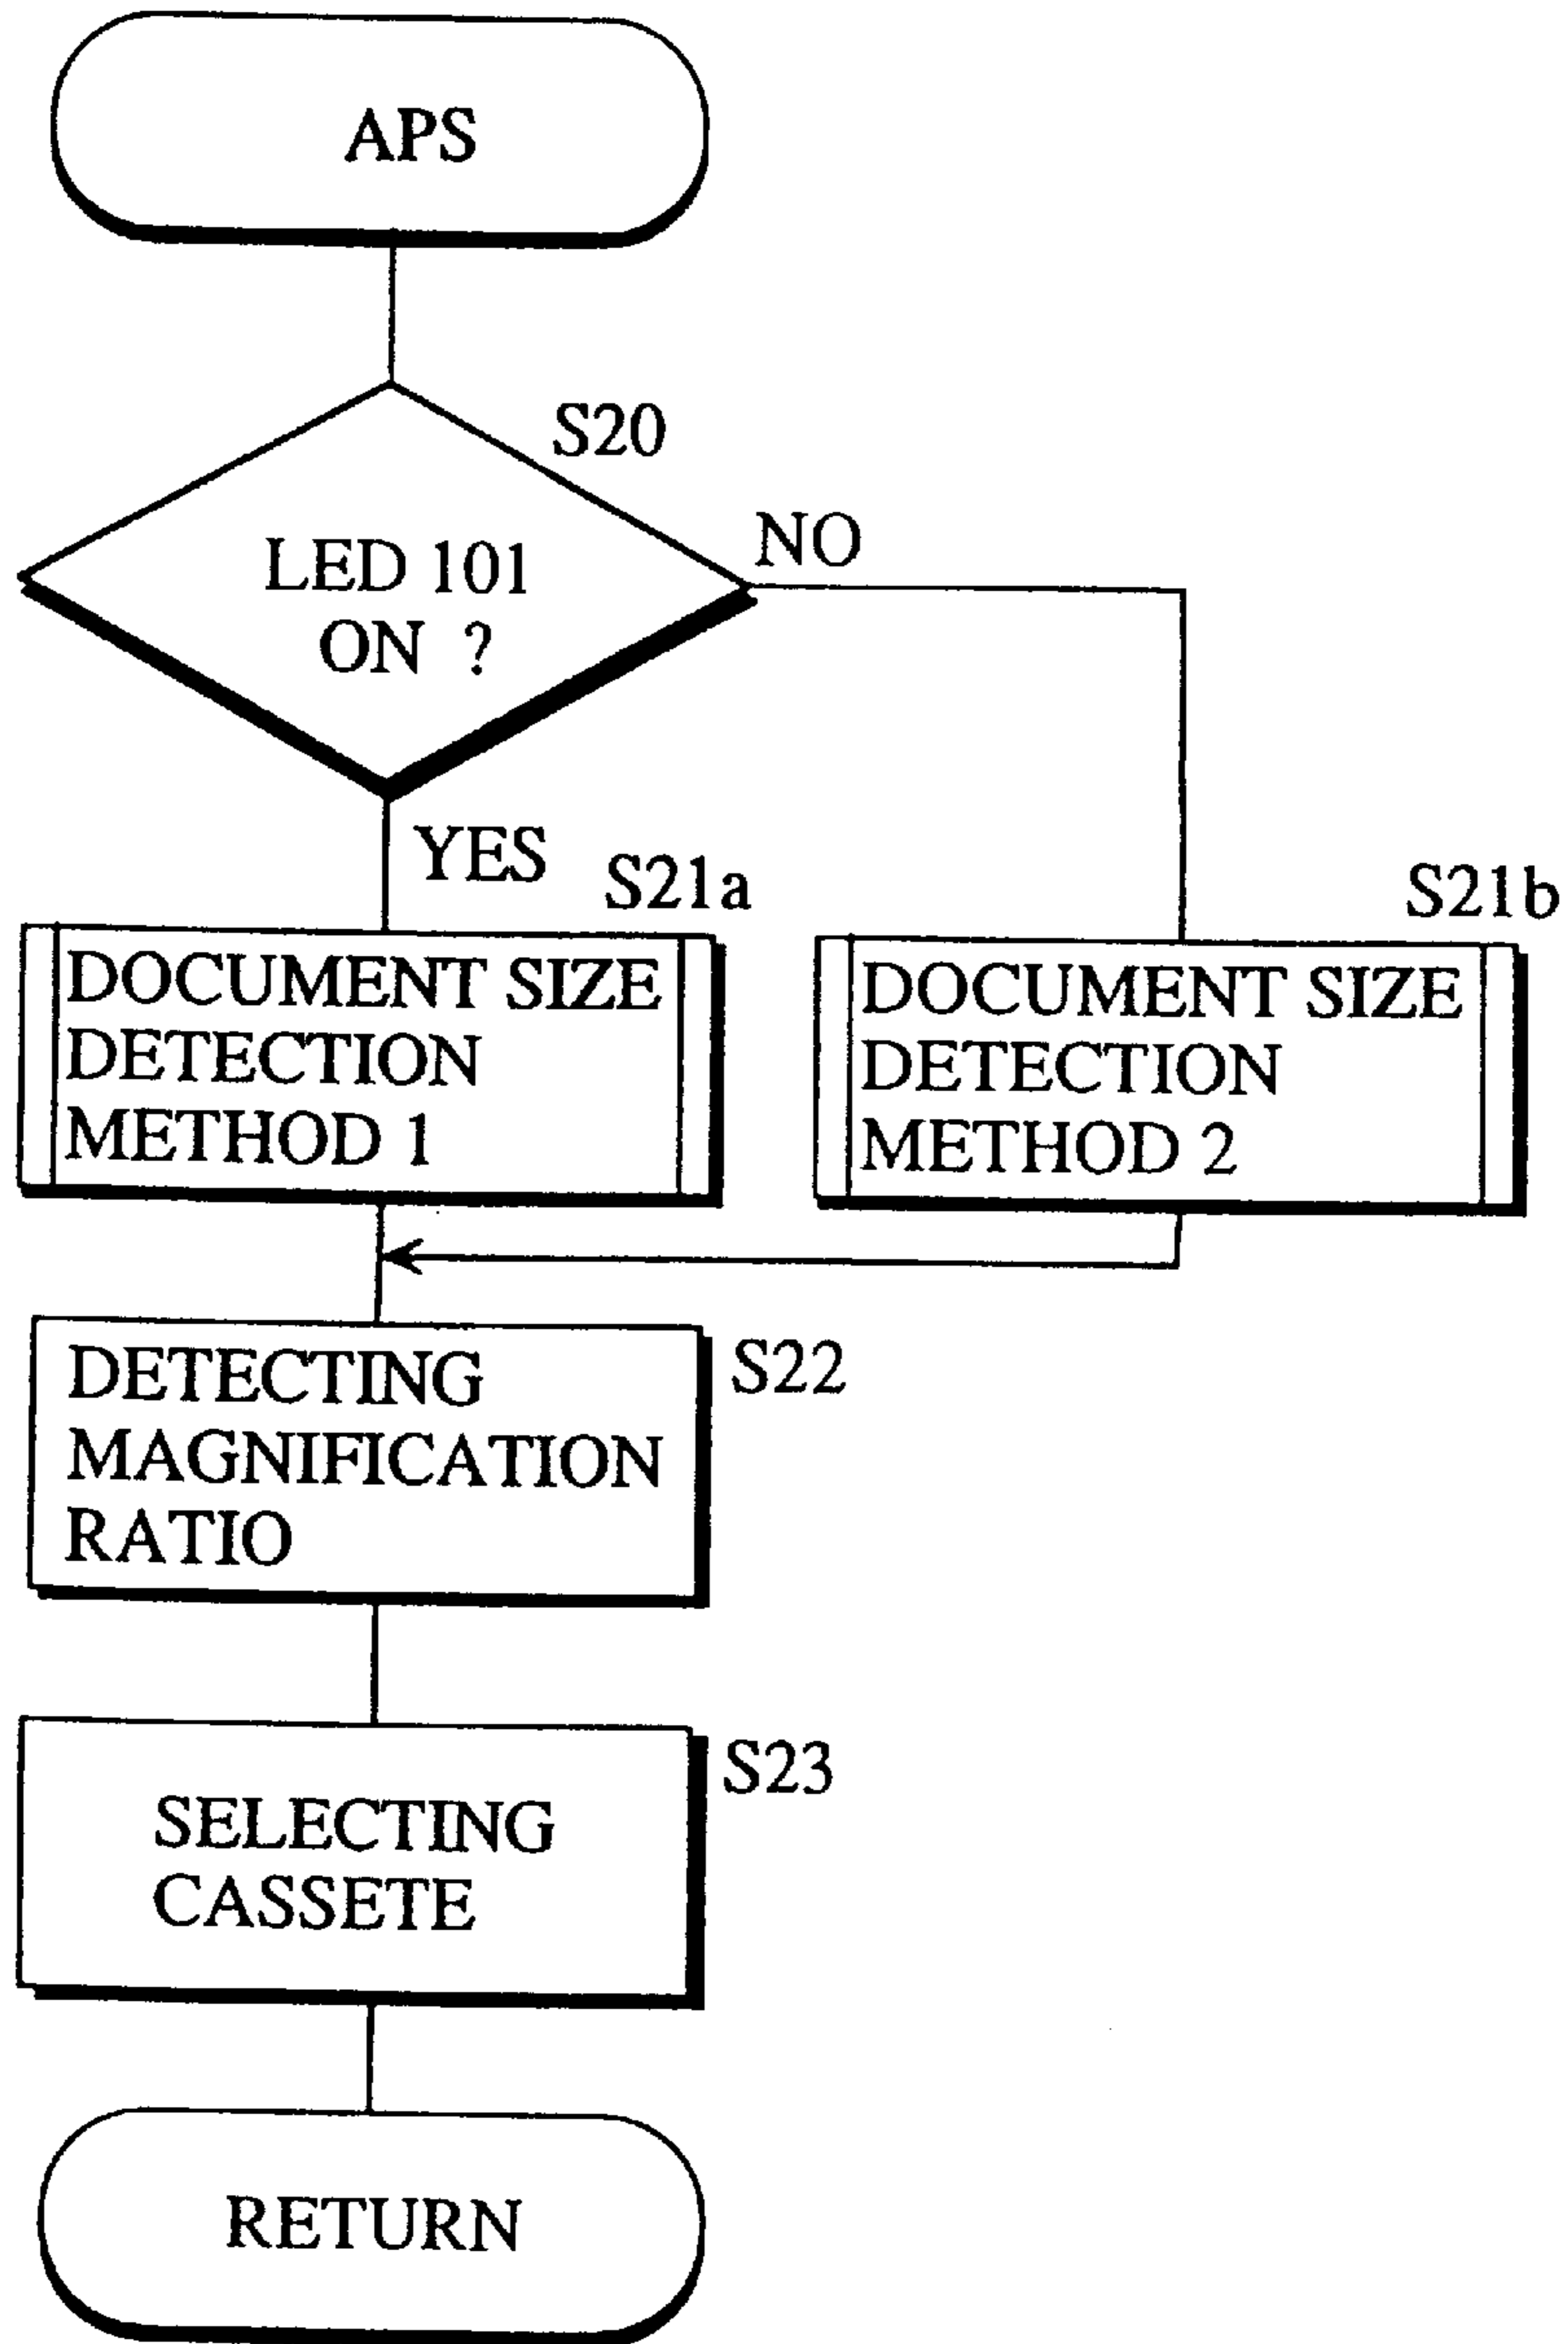 APS
S20
LED 101
ON ?
NO
YES
S21a
DOCUMENT SIZE
DETECTION
METHOD 1
S21b
DOCUMENT SIZE
DETECTION
METHOD 2
DETECTING
MAGNIFICATION
RATIO
S22
SELECTING
CASSETE
S23
RETURN